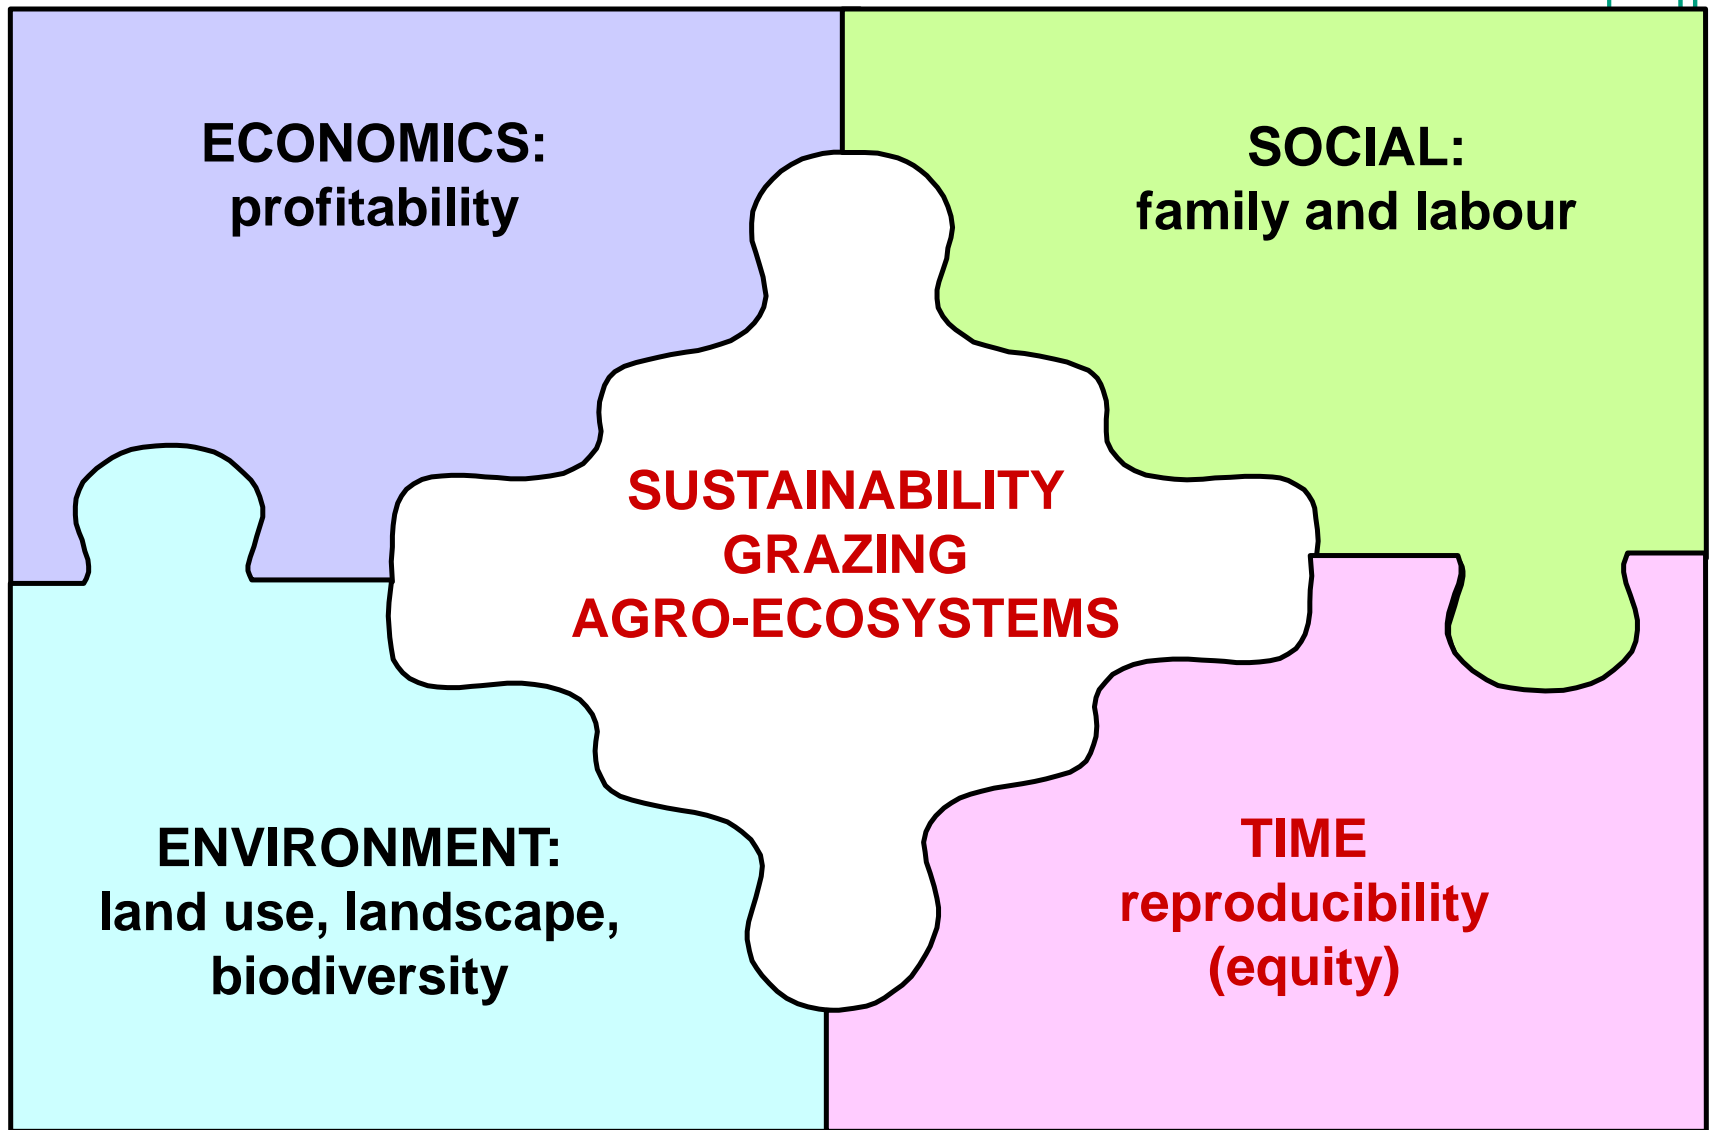 ECONOMICS:
profitability
SOCIAL:
family and labour
SUSTAINABILITY
GRAZING
AGRO-ECOSYSTEMS
ENVIRONMENT:
land use, landscape,
biodiversity
TIME
reproducibility
(equity)